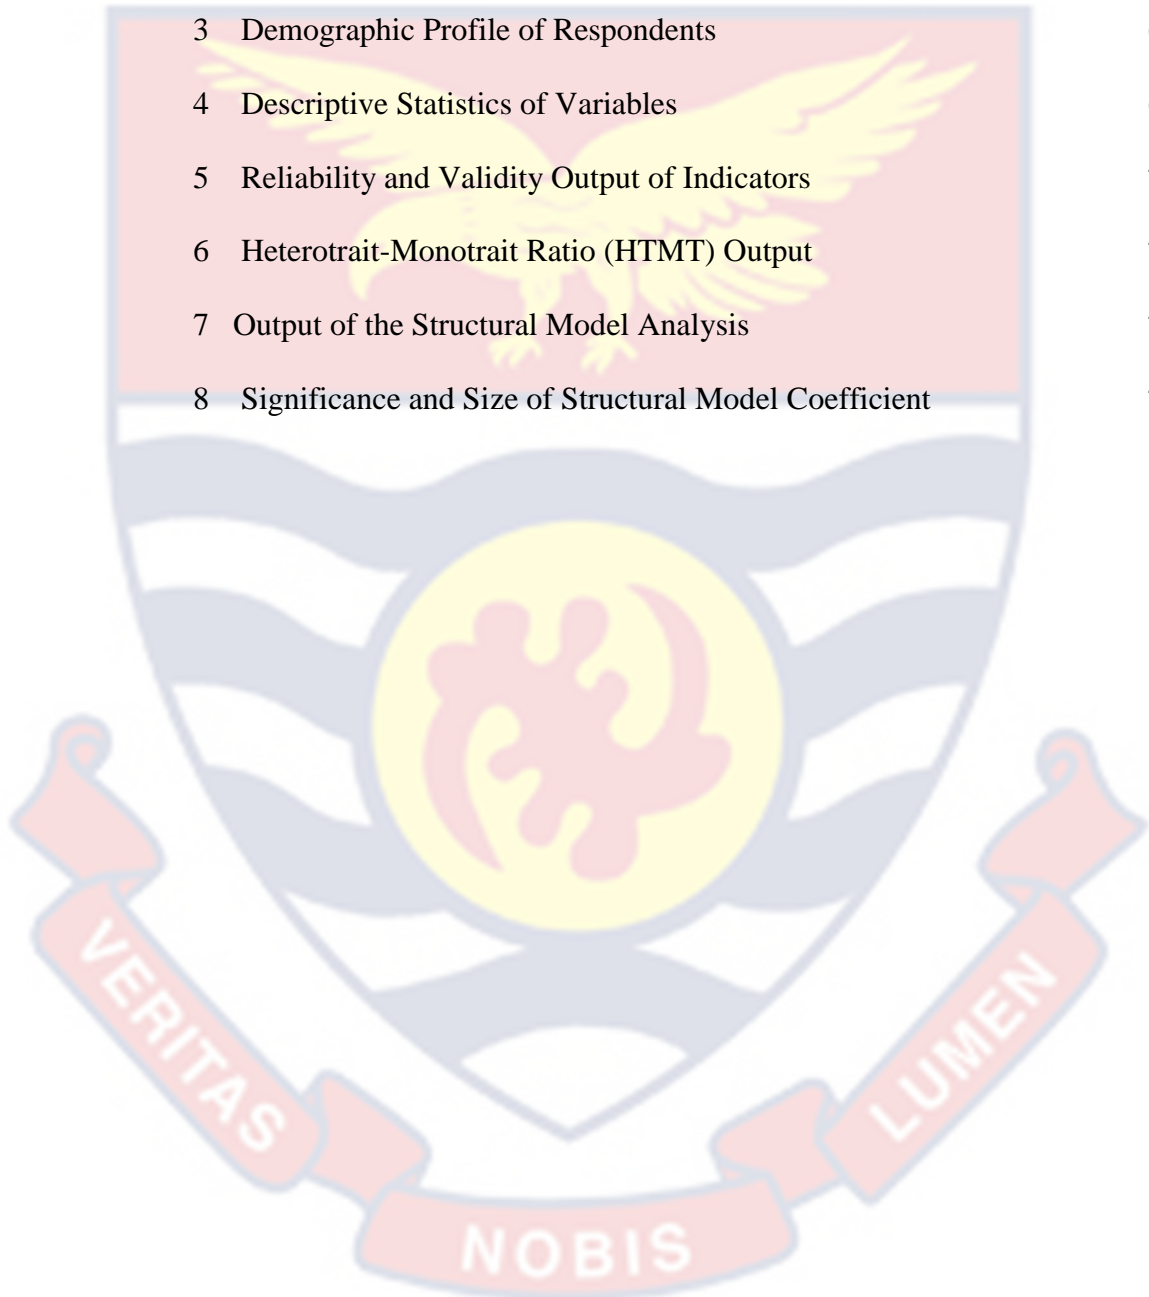 3 Demographic Profile of Respondents
4 Descriptive Statistics of Variables
5 Reliability and Validity Output of Indicators
6 Heterotrait-Monotrait Ratio (HTMT) Output
7 Output of the Structural Model Analysis
8 Significance and Size of Structural Model Coefficient
VERITAS
NOBIS
LUMEN